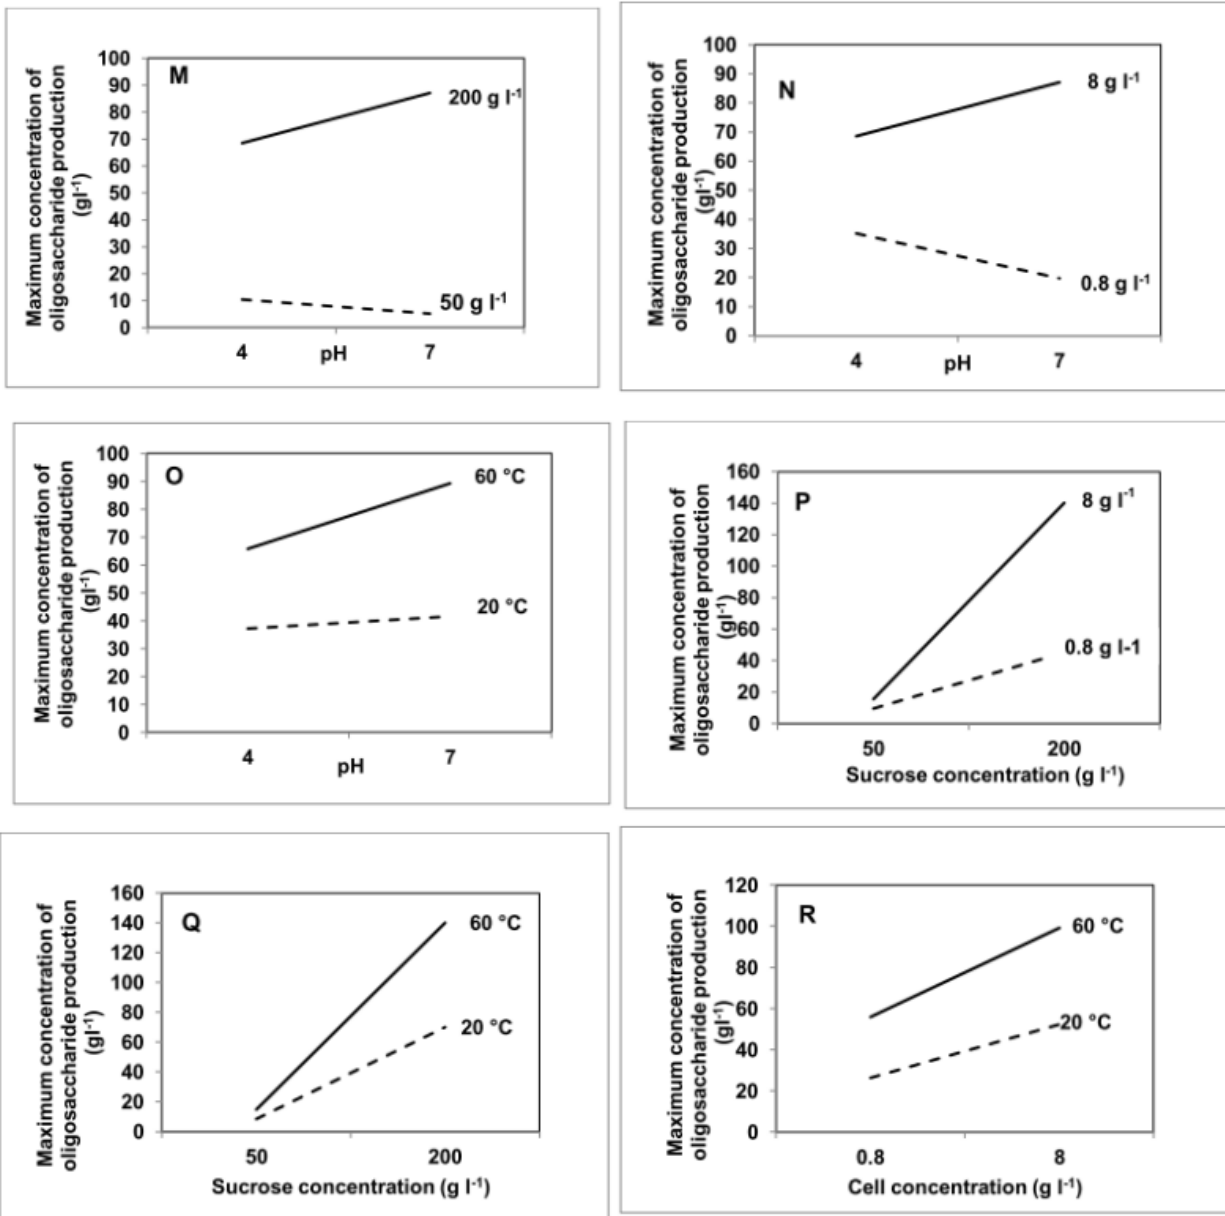 Maximum concentration of
oligosaccharide production
(gl-1)
100
90
80
70
60
50
40
30
20
10
0
M
200 g l-1
50 g l-1
4
pH
7
Maximum concentration of
oligosaccharide production
(gl-1)
100
90
80
70
60
50
40
30
20
10
0
N
8 g l-1
0.8 g l-1
4
pH
7
Maximum concentration of
oligosaccharide production
(gl-1)
100
90
80
70
60
50
40
30
20
10
0
O
60 °C
20 °C
4
pH
7
Maximum concentration of
oligosaccharide production
(gl-1)
160
140
120
100
80
60
40
20
0
P
8 g l-1
0.8 g l-1
50
200
Sucrose concentration (g l-1)
Maximum concentration of
oligosaccharide production
(gl-1)
160
140
120
100
80
60
40
20
0
Q
60 °C
20 °C
50
200
Sucrose concentration (g l-1)
Maximum concentration of
oligosaccharide production
(gl-1)
120
100
80
60
40
20
0
R
60 °C
20 °C
0.8
8
Cell concentration (g l-1)